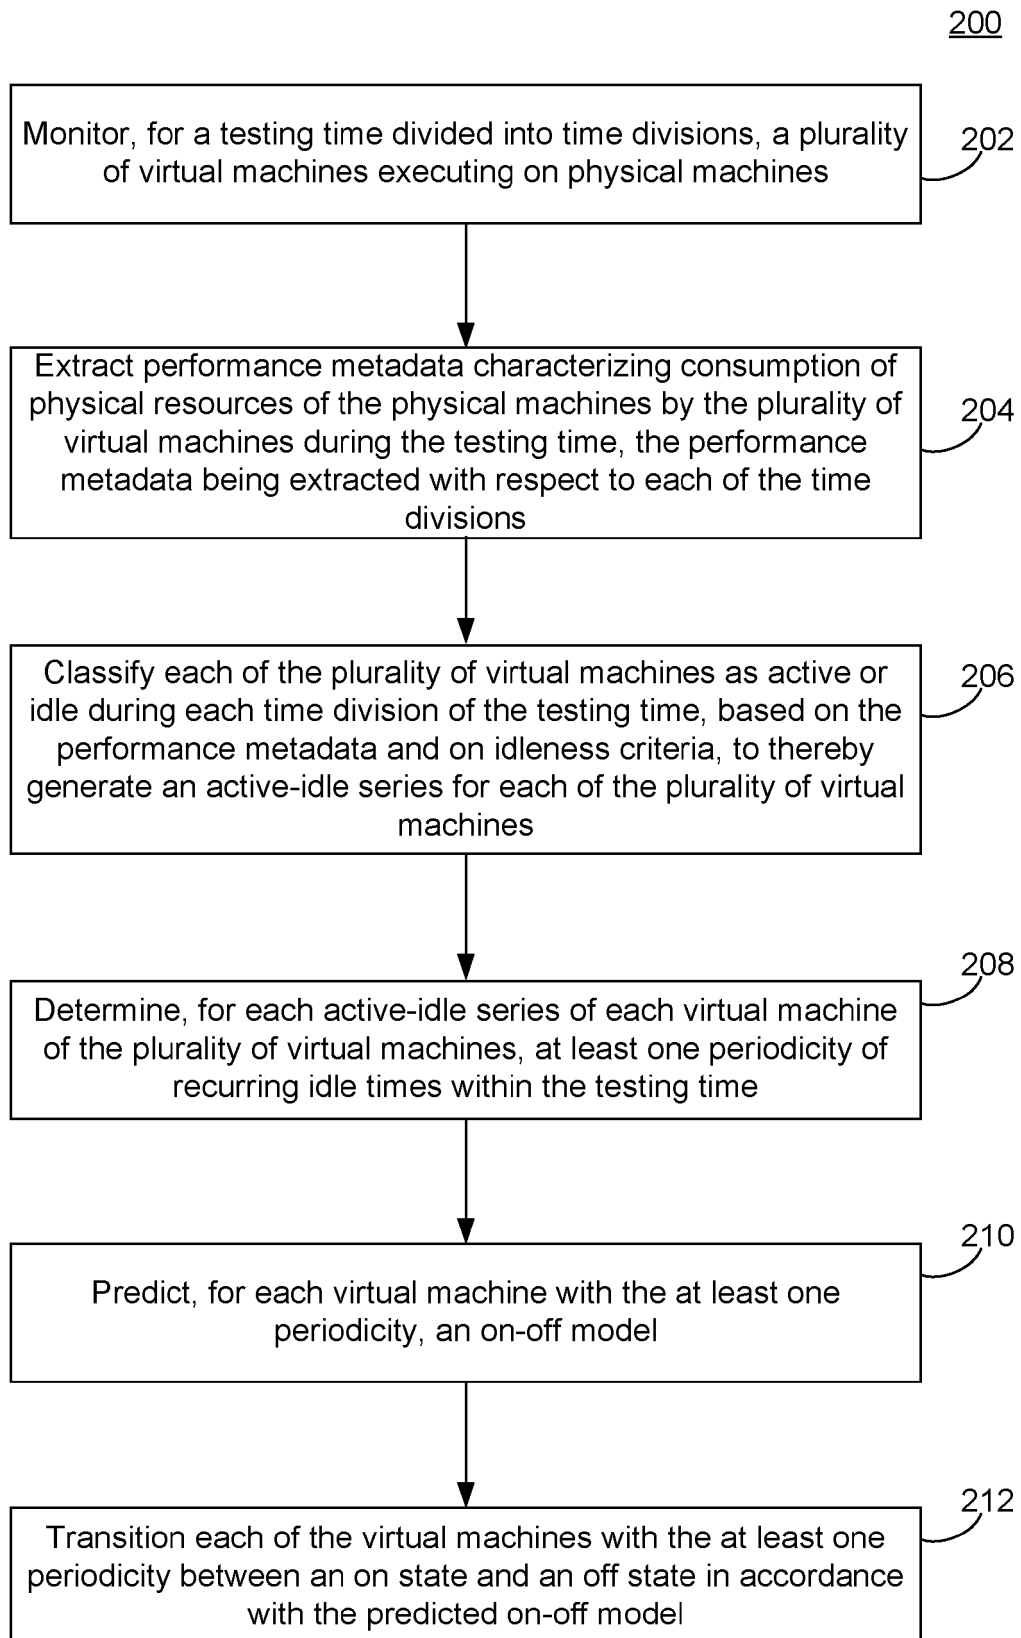 200
Monitor, for a testing time divided into time divisions, a plurality
of virtual machines executing on physical machines
202
Extract performance metadata characterizing consumption of
physical resources of the physical machines by the plurality of
virtual machines during the testing time, the performance
metadata being extracted with respect to each of the time
divisions
204
Classify each of the plurality of virtual machines as active or
idle during each time division of the testing time, based on the
performance metadata and on idleness criteria, to thereby
generate an active-idle series for each of the plurality of virtual
machines
206
Determine, for each active-idle series of each virtual machine
of the plurality of virtual machines, at least one periodicity of
recurring idle times within the testing time
208
Predict, for each virtual machine with the at least one
periodicity, an on-off model
210
Transition each of the virtual machines with the at least one
periodicity between an on state and an off state in accordance
with the predicted on-off model
212